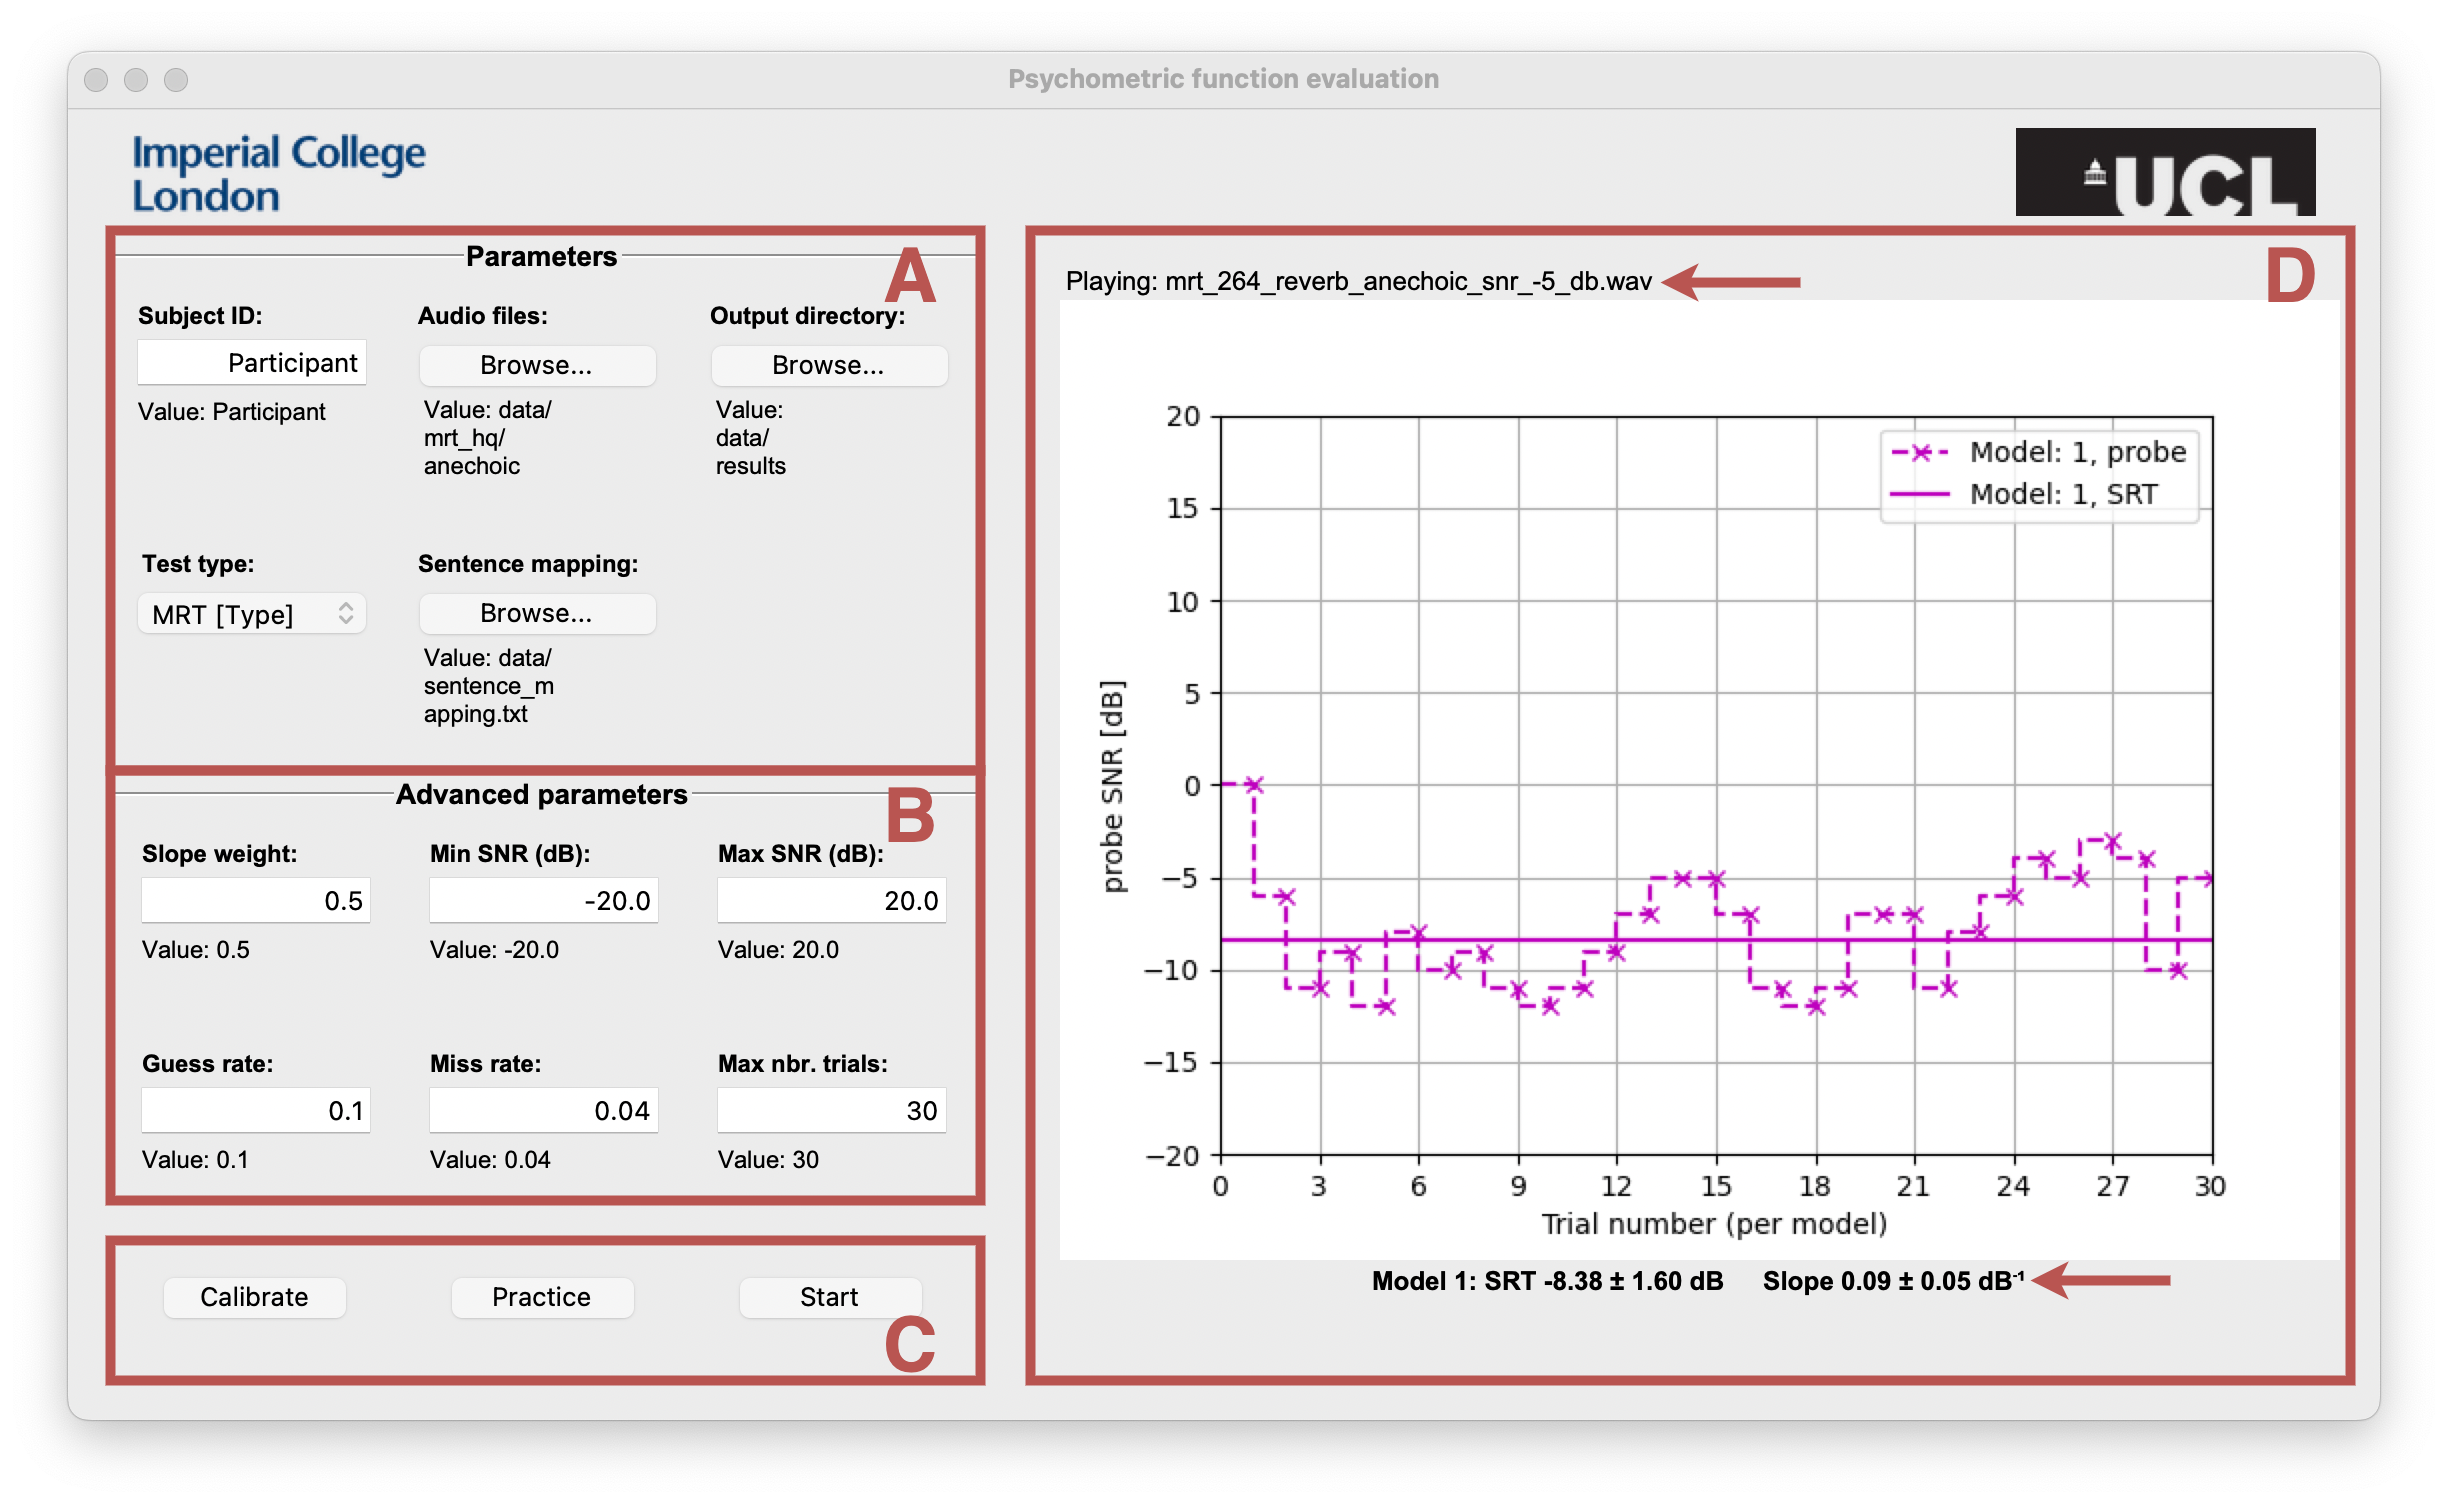 Psychometric function evaluation
Imperial College
London
UCL
Parameters
A
Subject ID:
Audio files:
Output directory:
Participant
Browse...
Browse...
Value: Participant
Value: data/
mrt_hq/
anechoic
Value:
data/
results
Test type:
Sentence mapping:
MRT [Type]
Browse...
Value: data/
sentence_m
apping.txt
Advanced parameters
B
Slope weight:
Min SNR (dB):
Max SNR (dB):
0.5
-20.0
20.0
Value: 0.5
Value: -20.0
Value: 20.0
Guess rate:
Miss rate:
Max nbr. trials:
0.1
0.04
30
Value: 0.1
Value: 0.04
Value: 30
Calibrate
Practice
Start
C
D
Playing: mrt_264_reverb_anechoic_snr_-5_db.wav
Model: 1, probe
Model: 1, SRT
probe SNR [dB]
20
15
10
5
0
−5
−10
−15
−20
0 3 6 9 12 15 18 21 24 27 30
Trial number (per model)
Model 1: SRT -8.38 ± 1.60 dB Slope 0.09 ± 0.05 dB⁻¹